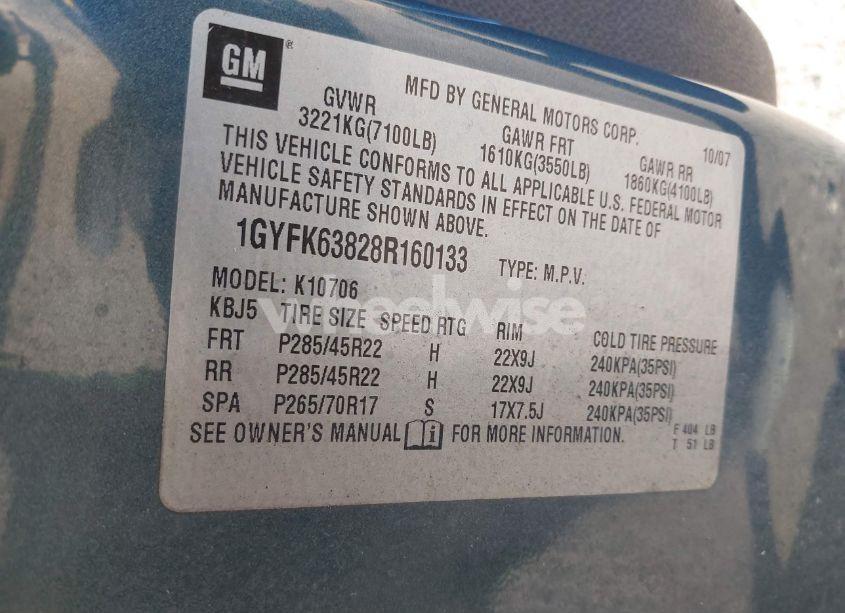 GM
MFD BY GENERAL MOTORS CORP.
10/07
GVWR GAWR FRT GAWR RR
3221KG(7100LB) 1610KG(3550LB) 1860KG(4100LB)
THIS VEHICLE CONFORMS TO ALL APPLICABLE U.S. FEDERAL MOTOR
VEHICLE SAFETY STANDARDS IN EFFECT ON THE DATE OF
MANUFACTURE SHOWN ABOVE.
1GYFK63828R160133 TYPE: M.P.V.
MODEL: K10706
KBJ5 TIRE SIZE SPEED RTG RIM COLD TIRE PRESSURE
FRT P285/45R22 H 22X9J 240KPA(35PSI)
RR P285/45R22 H 22X9J 240KPA(35PSI)
SPA P265/70R17 S 17X7.5J 240KPA(35PSI)
SEE OWNER'S MANUAL FOR MORE INFORMATION.
F 404 LB
T 51 LB
wheelwise